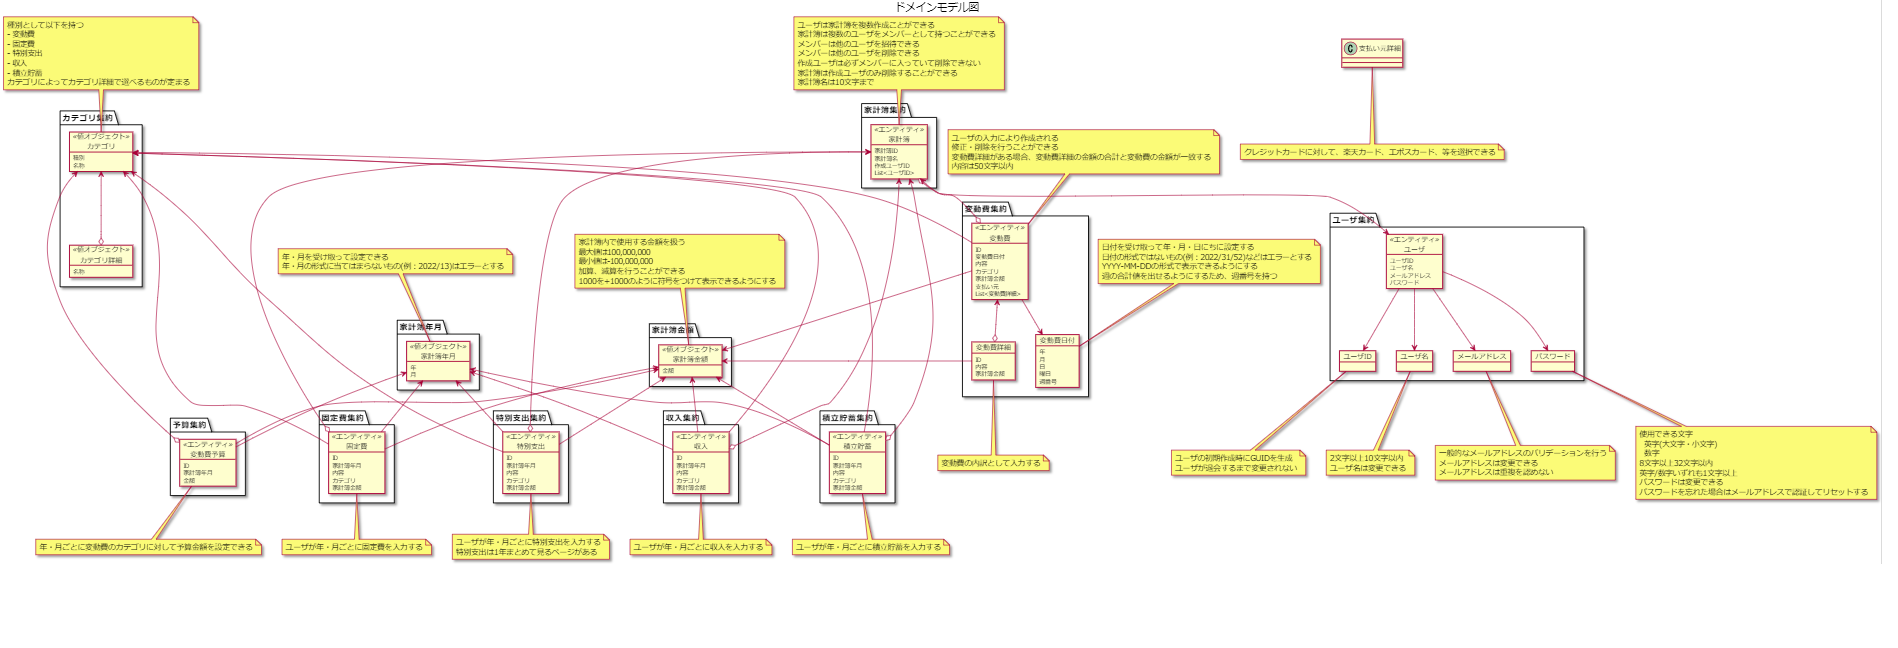 ドメインモデル図
種別として以下を持つ
- 変動費
- 固定費
- 特別支出
- 収入
- 積立貯蓄
カテゴリによってカテゴリ詳細で選べるものが定まる
ユーザは家計簿を複数作成ことができる
家計簿は複数のユーザをメンバーとして持つことができる
メンバーは他のユーザを招待できる
メンバーは他のユーザを削除できる
作成ユーザは必ずメンバーに入っていて削除できない
家計簿は作成ユーザのみ削除することができる
家計簿名は10文字まで
C 支払い元詳細
クレジットカードに対して、楽天カード、エポスカード、等を選択できる
カテゴリ集約
«値オブジェクト»
カテゴリ
種別
名称
«値オブジェクト»
カテゴリ詳細
名称
家計簿集約
«エンティティ»
家計簿
家計簿ID
家計簿名
作成ユーザID
List<ユーザID>
ユーザの入力により作成される
修正・削除を行うことができる
変動費詳細がある場合、変動費詳細の金額の合計と変動費の金額が一致する
内容は50文字以内
変動費集約
«エンティティ»
変動費
ID
変動費日付
内容
カテゴリ
家計簿金額
支払い元
List<変動費詳細>
変動費詳細
ID
内容
家計簿金額
変動費日付
年
月
日
曜日
週番号
日付を受け取って年・月・日にちに設定する
日付の形式ではないもの(例：2022/31/52)などはエラーとする
YYYY-MM-DDの形式で表示できるようにする
週の合計値を出せるようにするため、週番号を持つ
変動費の内訳として入力する
ユーザ集約
«エンティティ»
ユーザ
ユーザID
ユーザ名
メールアドレス
パスワード
ユーザID
ユーザ名
メールアドレス
パスワード
ユーザの初期作成時にGUIDを生成
ユーザが退会するまで変更されない
2文字以上10文字以内
ユーザ名は変更できる
一般的なメールアドレスのバリデーションを行う
メールアドレスは変更できる
メールアドレスは重複を認めない
使用できる文字
英字(大文字・小文字)
数字
8文字以上32文字以内
英字/数字いずれも1文字以上
パスワードは変更できる
パスワードを忘れた場合はメールアドレスで認証してリセットする
年・月を受け取って設定できる
年・月の形式に当てはまらないもの(例：2022/13)はエラーとする
家計簿年月
«値オブジェクト»
家計簿年月
年
月
家計簿内で使用する金額を扱う
最大値は100,000,000
最小値は-100,000,000
加算、減算を行うことができる
1000を+1000のように符号をつけて表示できるようにする
家計簿金額
«値オブジェクト»
家計簿金額
金額
予算集約
«エンティティ»
変動費予算
ID
家計簿年月
金額
年・月ごとに変動費のカテゴリに対して予算金額を設定できる
固定費集約
«エンティティ»
固定費
ID
家計簿年月
内容
カテゴリ
家計簿金額
ユーザが年・月ごとに固定費を入力する
特別支出集約
«エンティティ»
特別支出
ID
家計簿年月
内容
カテゴリ
家計簿金額
ユーザが年・月ごとに特別支出を入力する
特別支出は1年まとめて見るページがある
収入集約
«エンティティ»
収入
ID
家計簿年月
内容
カテゴリ
家計簿金額
ユーザが年・月ごとに収入を入力する
積立貯蓄集約
«エンティティ»
積立貯蓄
ID
家計簿年月
内容
カテゴリ
家計簿金額
ユーザが年・月ごとに積立貯蓄を入力する